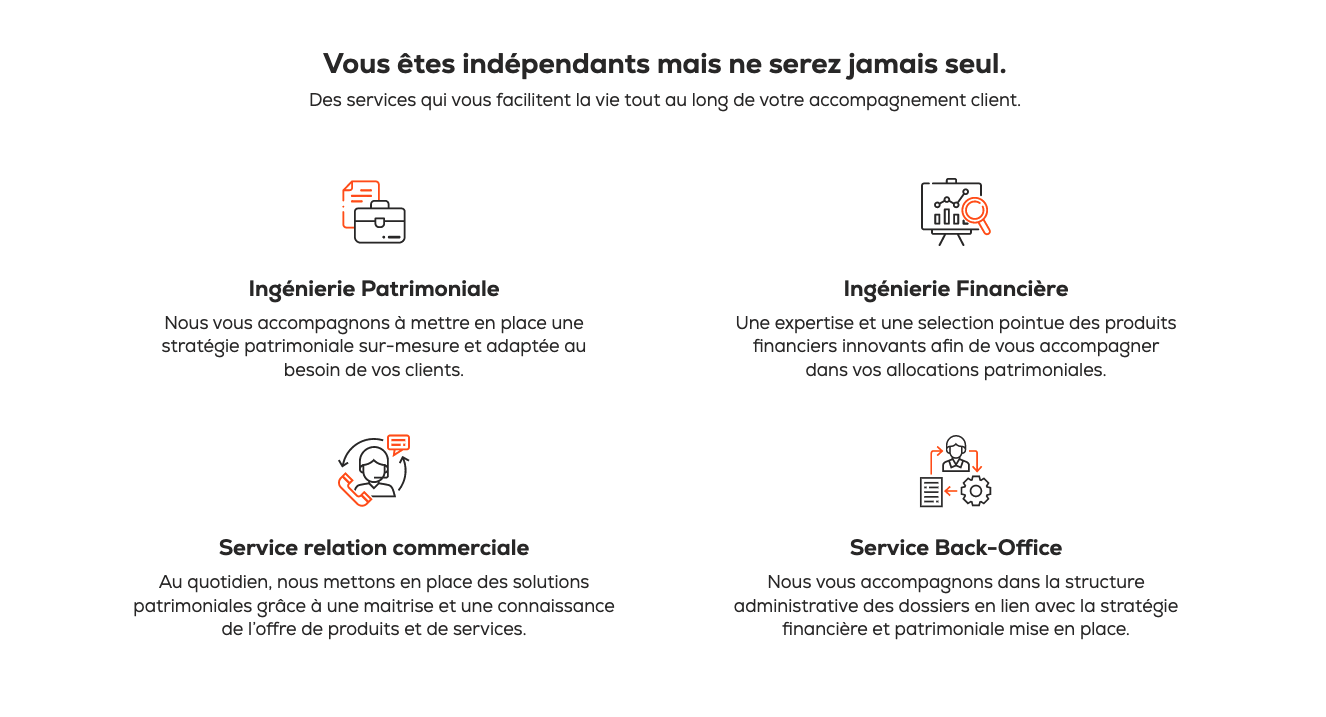 Vous êtes indépendants mais ne serez jamais seul.
Des services qui vous facilitent la vie tout au long de votre accompagnement client.
Ingénierie Patrimoniale
Nous vous accompagnons à mettre en place une
stratégie patrimoniale sur-mesure et adaptée au
besoin de vos clients.
Ingénierie Financière
Une expertise et une selection pointue des produits
financiers innovants afin de vous accompagner
dans vos allocations patrimoniales.
Service relation commerciale
Au quotidien, nous mettons en place des solutions
patrimoniales grâce à une maitrise et une connaissance
de l'offre de produits et de services.
Service Back-Office
Nous vous accompagnons dans la structure
administrative des dossiers en lien avec la stratégie
financière et patrimoniale mise en place.